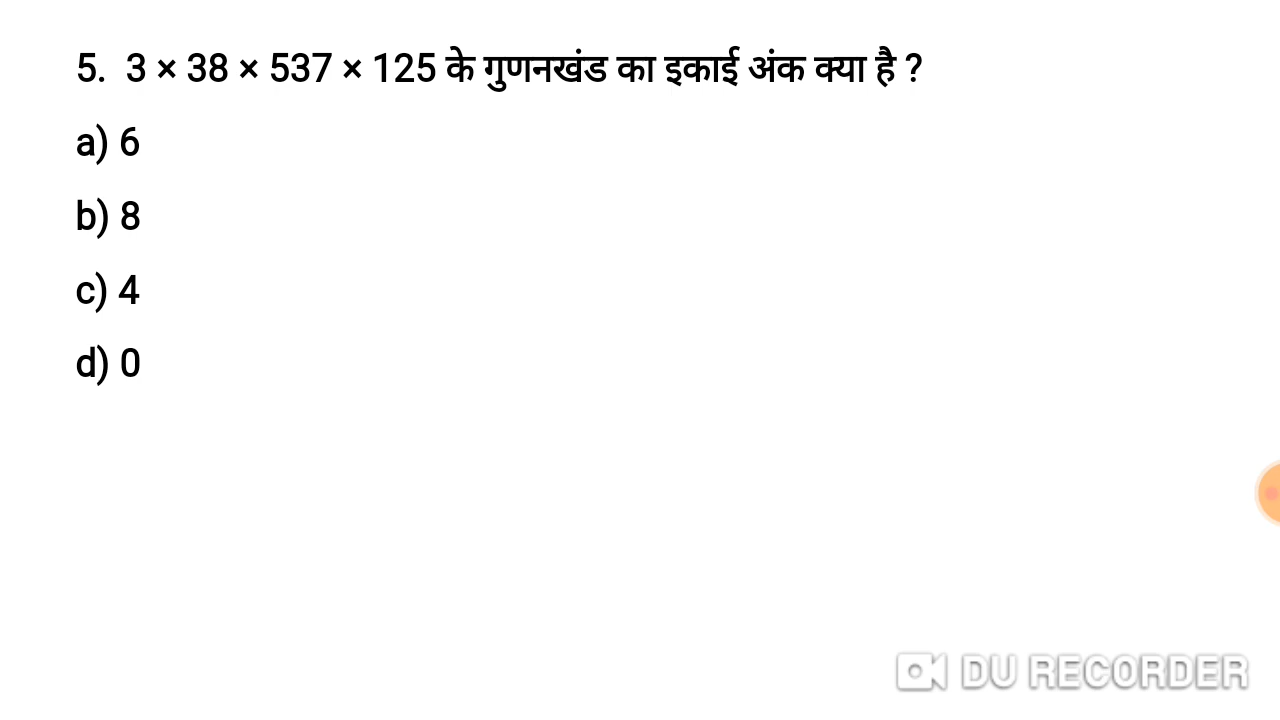 5. 3 × 38 × 537 × 125 के गुणनखंड का इकाई अंक क्या है ?
a) 6
b) 8
c) 4
d) 0
DU RECORDER